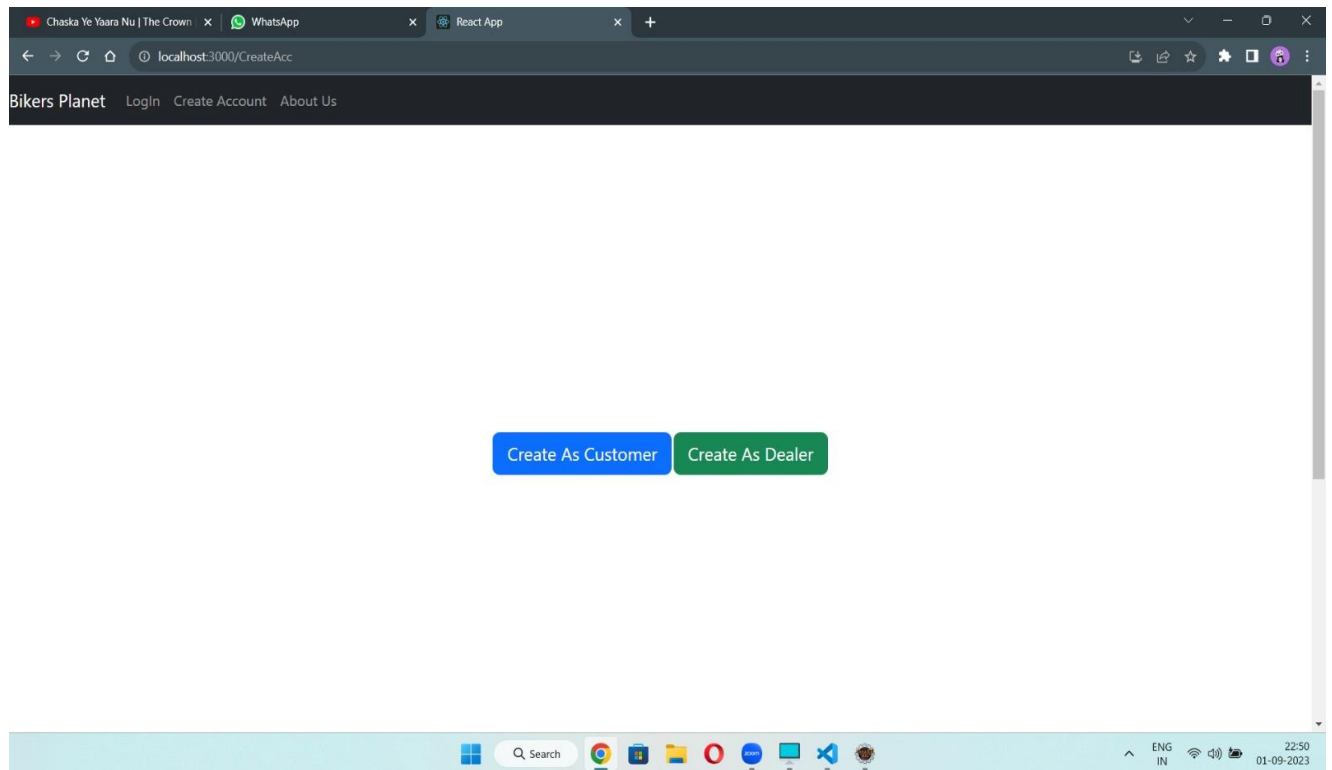 Chaska Ye Yaara Nu | The Crown
WhatsApp
React App
localhost:3000/CreateAcc
Bikers Planet LogIn Create Account About Us
Create As Customer Create As Dealer
Search
zoom
ENG
IN
22:50
01-09-2023